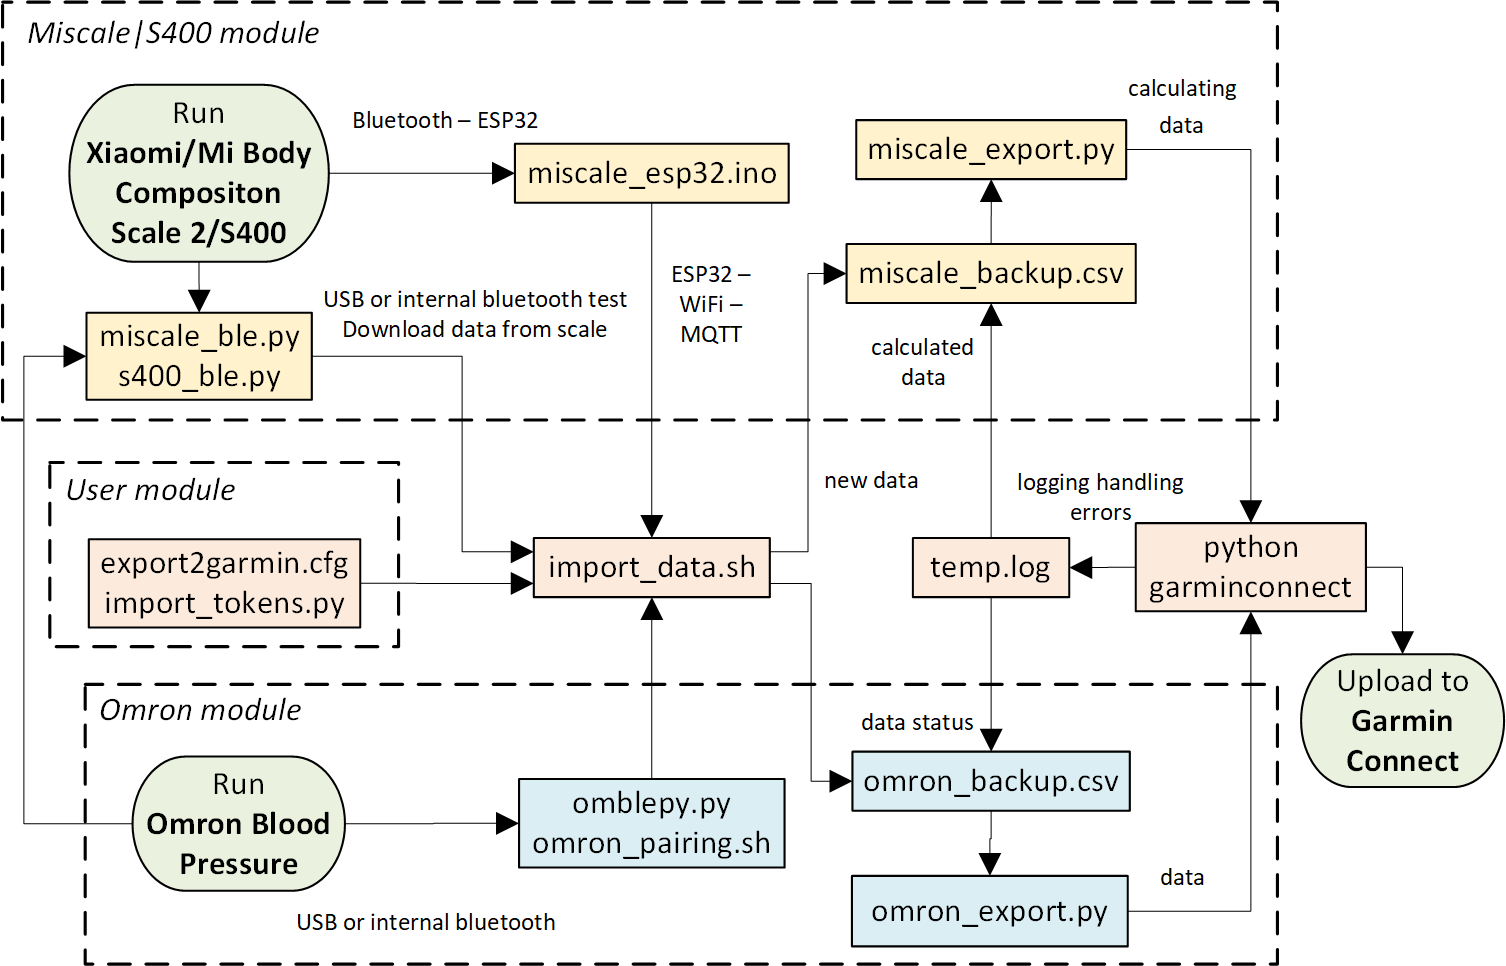 Miscale|S400 module
Run
Xiaomi/Mi Body
Compositon
Scale 2/S400
Bluetooth – ESP32
miscale_esp32.ino
calculating
data
miscale_export.py
miscale_backup.csv
ESP32 –
WiFi –
MQTT
USB or internal bluetooth test
Download data from scale
miscale_ble.py
s400_ble.py
calculated
data
User module
export2garmin.cfg
import_tokens.py
import_data.sh
new data
logging handling
errors
temp.log
python
garminconnect
Upload to
Garmin
Connect
Omron module
Run
Omron Blood
Pressure
omblepy.py
omron_pairing.sh
data status
omron_backup.csv
omron_export.py
data
USB or internal bluetooth